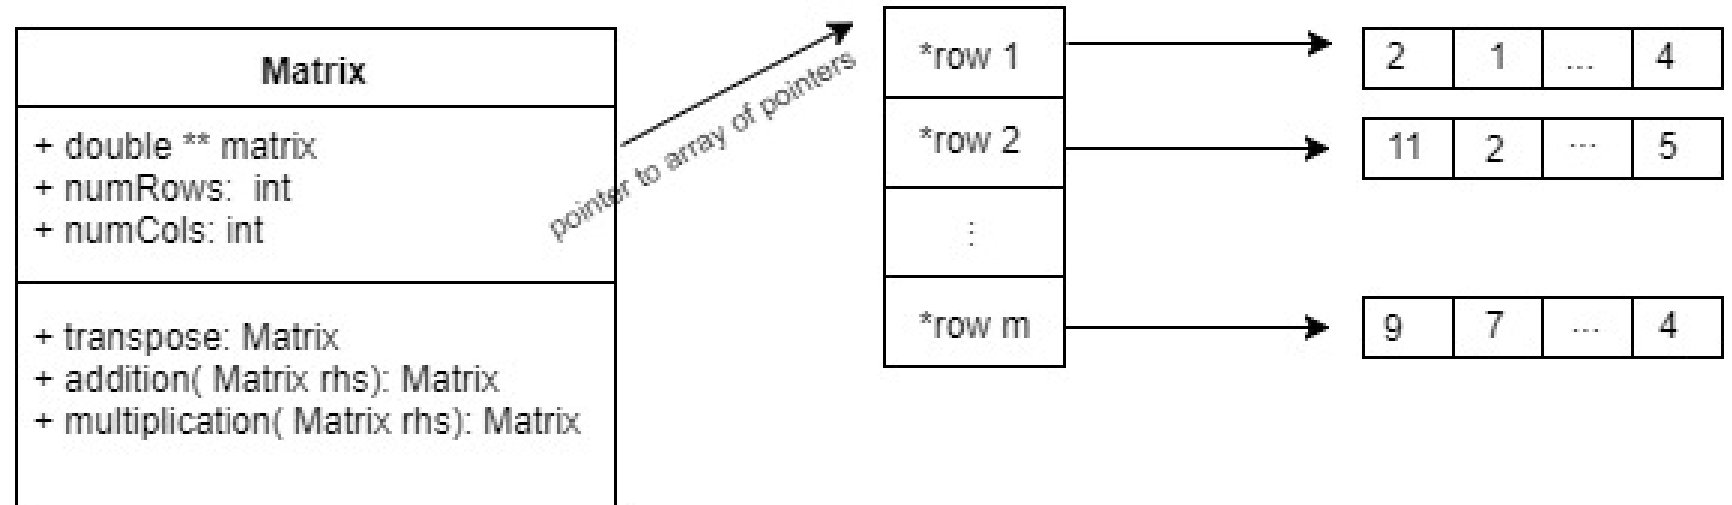 Matrix
+ double ** matrix
+ numRows: int
+ numCols: int
+ transpose: Matrix
+ addition( Matrix rhs): Matrix
+ multiplication( Matrix rhs): Matrix
pointer to array of pointers
*row 1
*row 2
⋮
*row m
2 1 ... 4
11 2 ... 5
9 7 ... 4